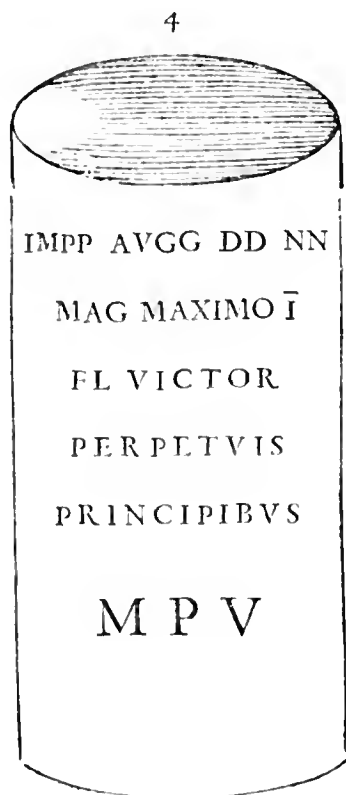 4
IMPP AVGG DD NN
MAG MAXIMO Ī
FL VICTOR
PERPETVIS
PRINCIPIBVS
M P V